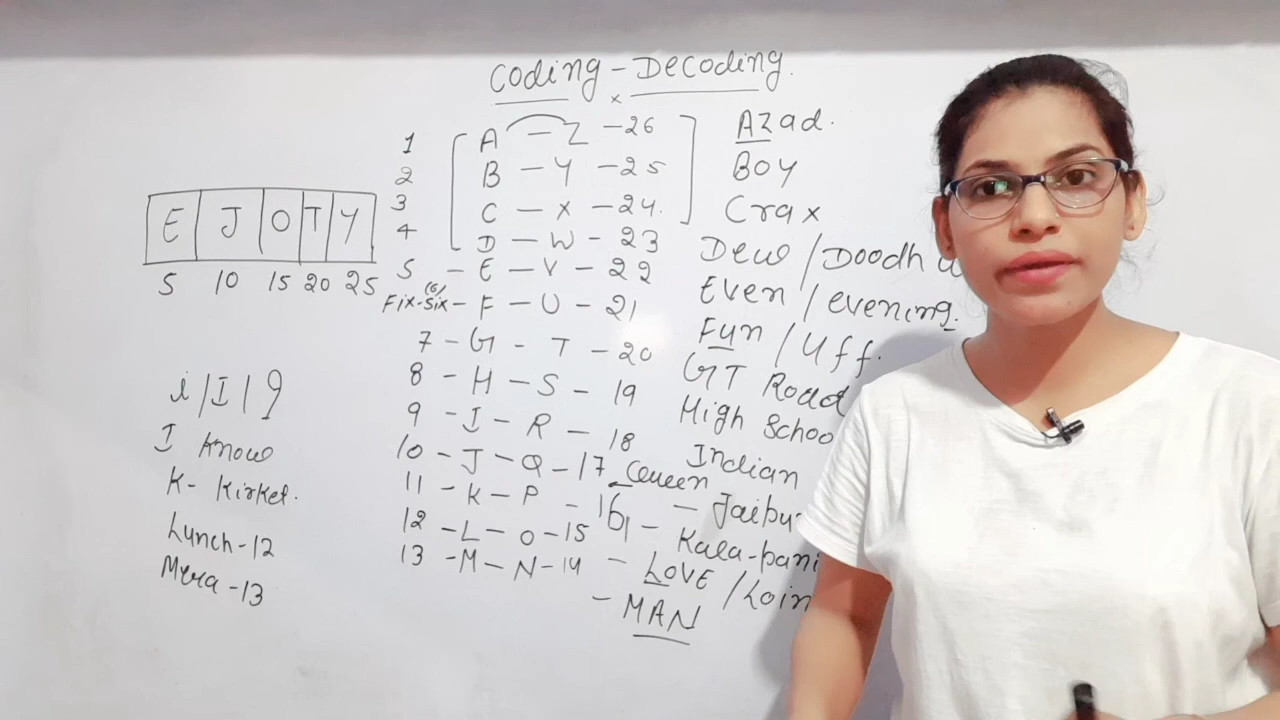 Coding - Decoding.
x
1 A - Z - 26 Azad.
2 B - Y - 25 Boy
3 C - X - 24. Crax
4 D - W - 23 Dew / Doodh
5 - E - V - 22 Even / evening.
Fix - Six (6) - F - U - 21 Fun / Uff.
7 - G - T - 20 GT Road
8 - H - S - 19 High Schoo
9 - I - R - 18 Indian
10 - J - Q - 17 - Jaipu
11 - K - P - 16 - Kala-pani
12 - L - O - 15 - LOVE / Loin
13 - M - N - 14 - MAN
E J O T Y
5 10 15 20 25
i / I / 9
I Know
K - Kirket.
Lunch - 12
Mera - 13